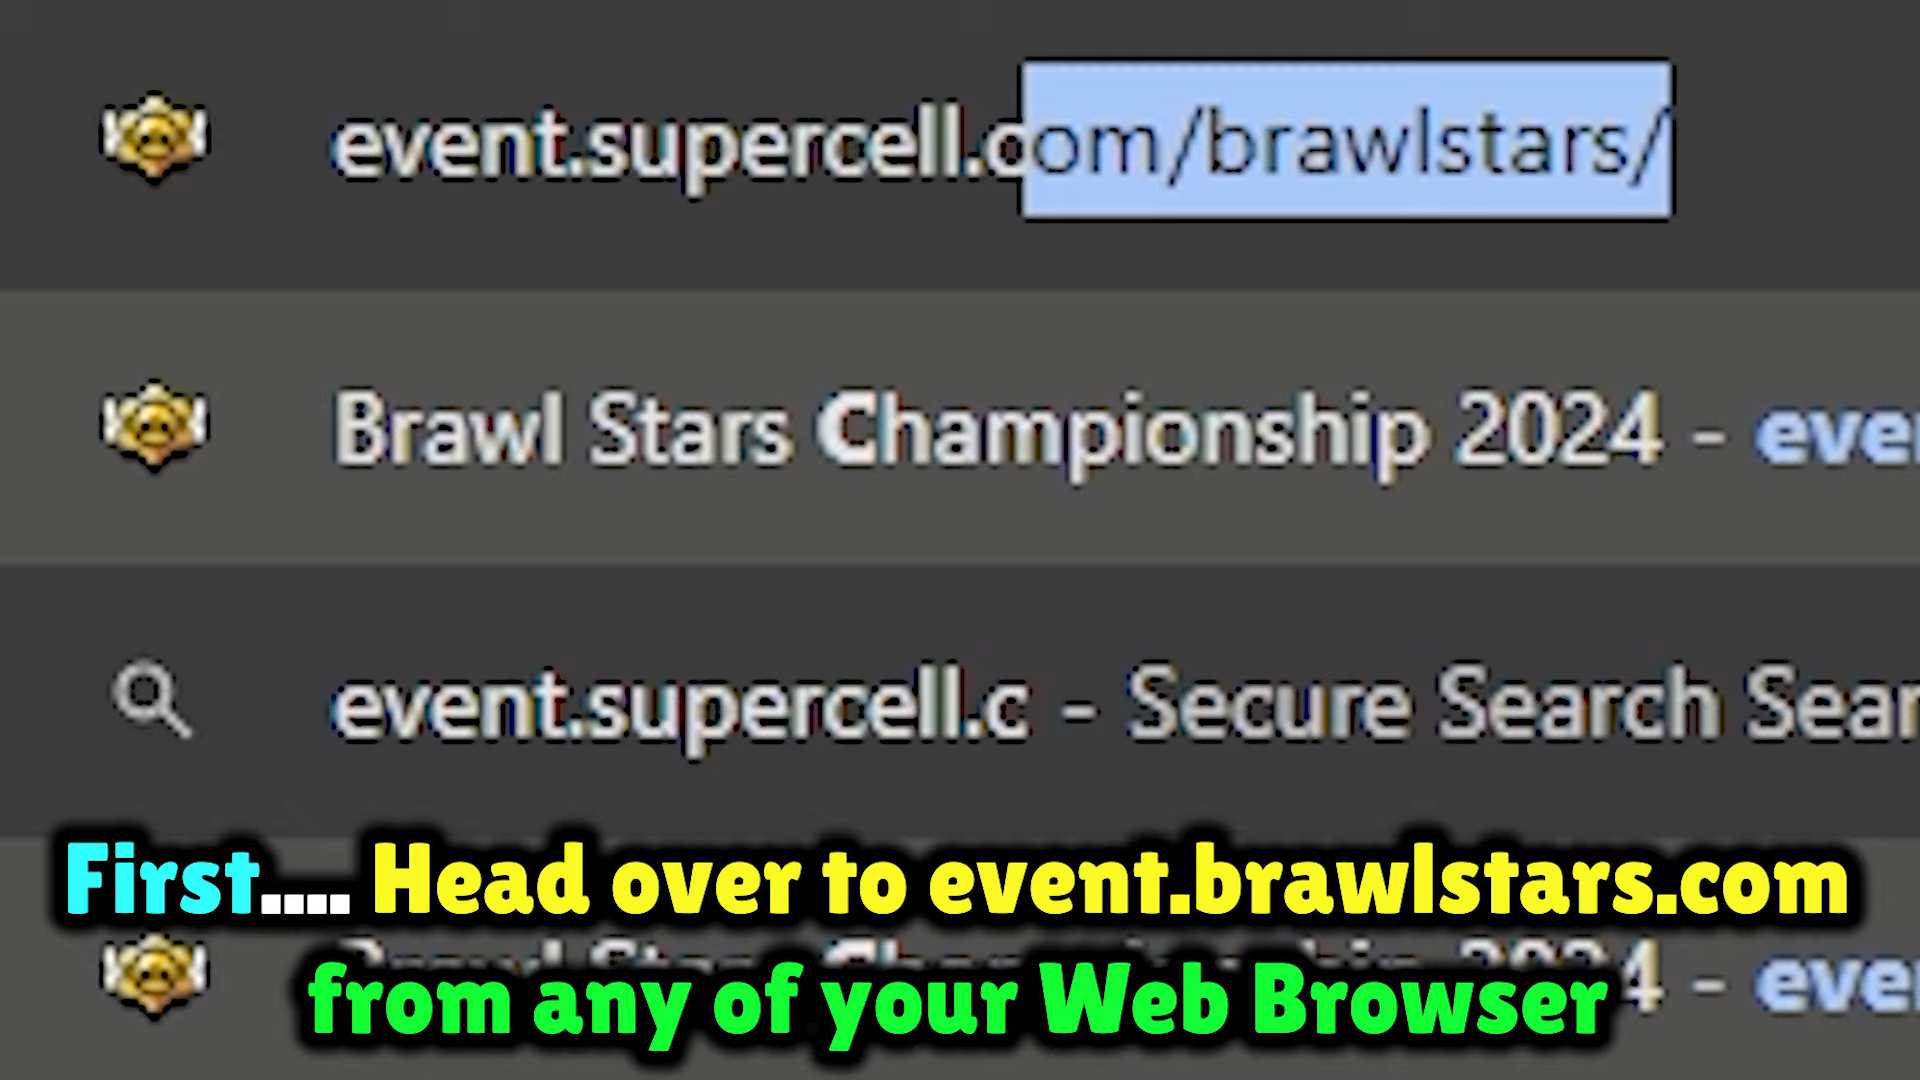 event.supercell.com/brawlstars/
Brawl Stars Championship 2024 - eve
event.supercell.c - Secure Search Sear
First.... Head over to event.brawlstars.com
from any of your Web Browser
- eve